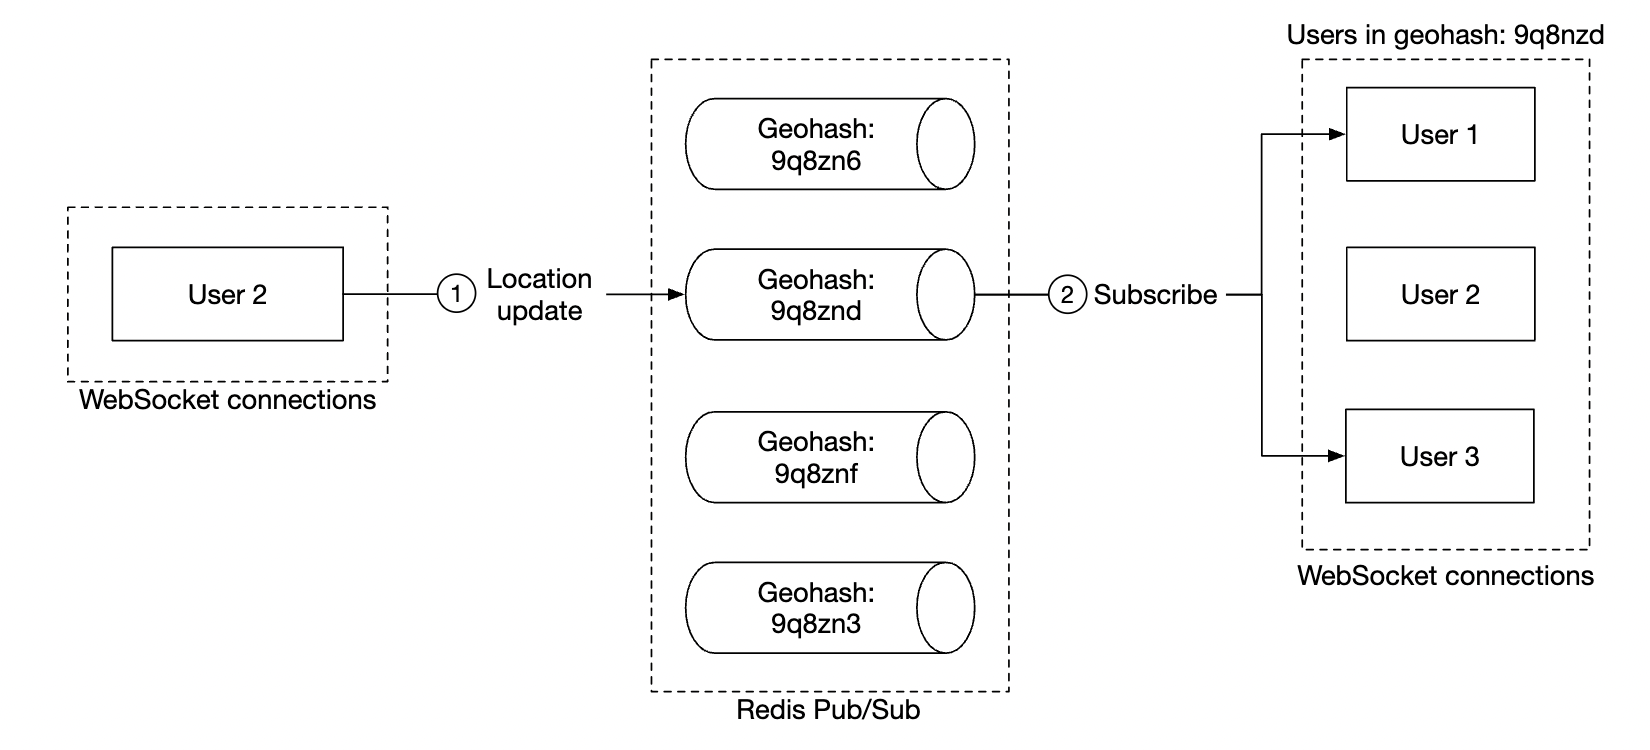 Users in geohash: 9q8nzd
Geohash:
9q8zn6
User 1
User 2
1
Location
update
Geohash:
9q8znd
2
Subscribe
User 2
WebSocket connections
Geohash:
9q8znf
User 3
WebSocket connections
Geohash:
9q8zn3
Redis Pub/Sub